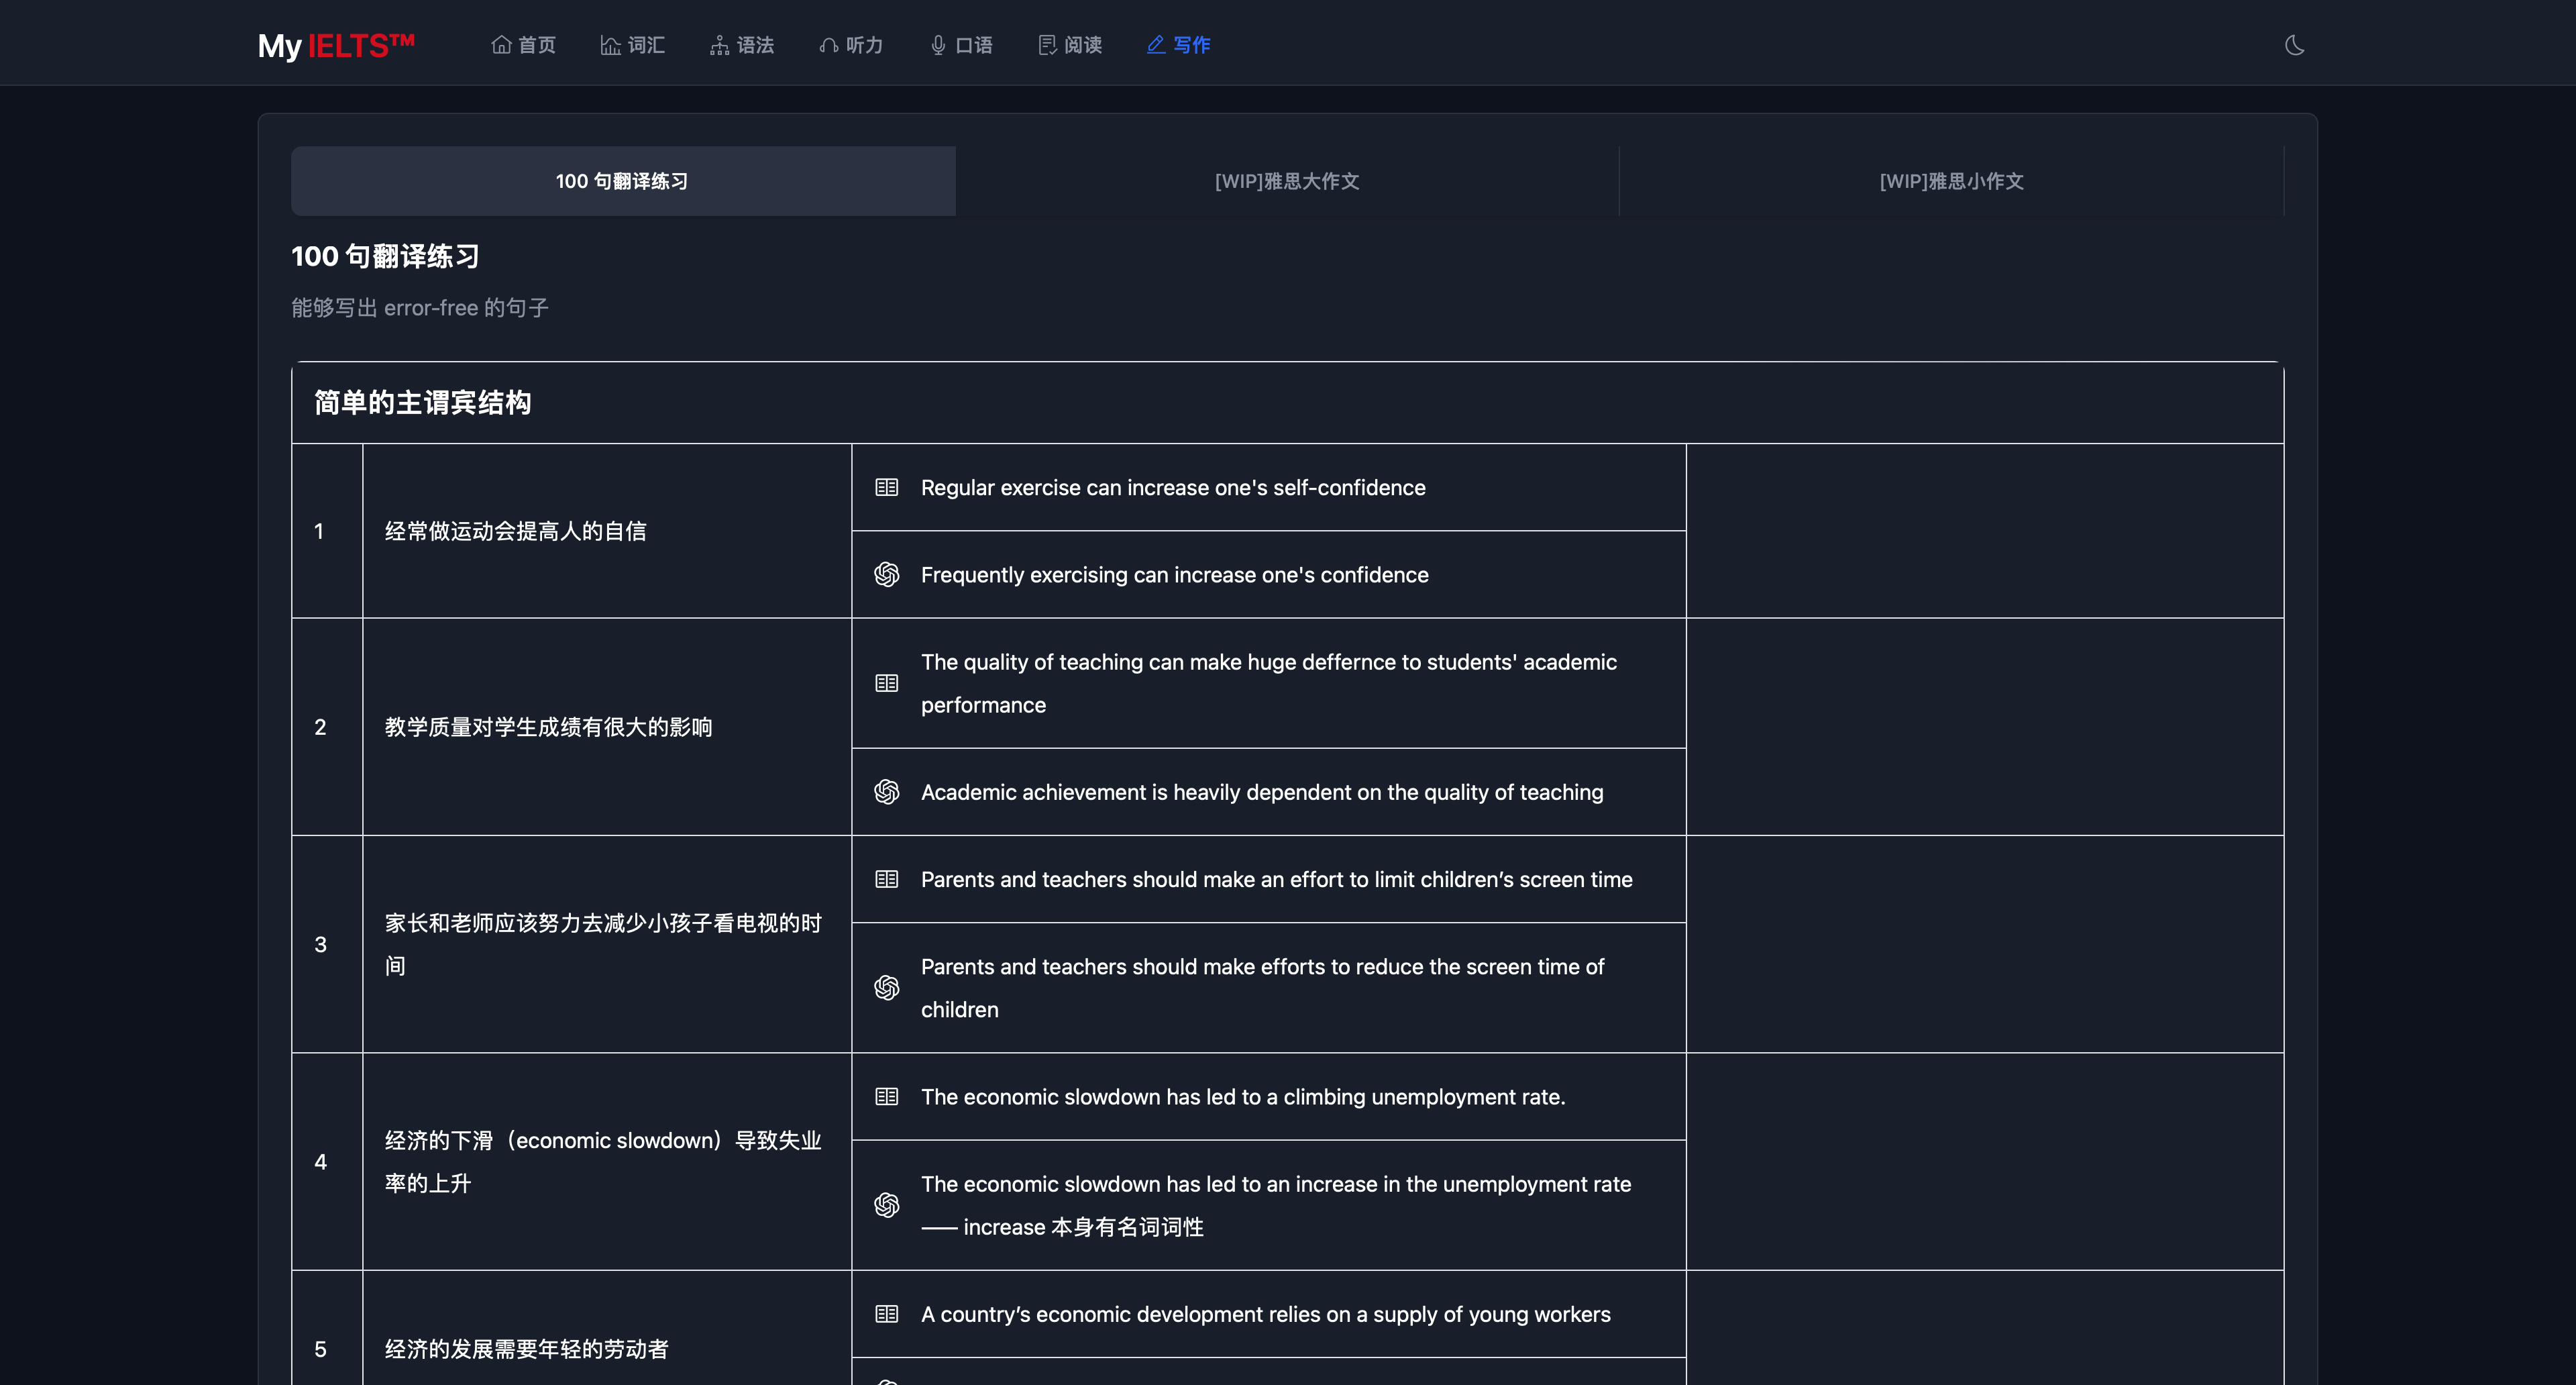 My IELTS™
首页
词汇
语法
听力
口语
阅读
写作
100 句翻译练习
[WIP]雅思大作文
[WIP]雅思小作文
100 句翻译练习
能够写出 error-free 的句子
简单的主谓宾结构
1
经常做运动会提高人的自信
Regular exercise can increase one's self-confidence
Frequently exercising can increase one's confidence
2
教学质量对学生成绩有很大的影响
The quality of teaching can make huge deffernce to students' academic
performance
Academic achievement is heavily dependent on the quality of teaching
3
家长和老师应该努力去减少小孩子看电视的时
间
Parents and teachers should make an effort to limit children’s screen time
Parents and teachers should make efforts to reduce the screen time of
children
4
经济的下滑（economic slowdown）导致失业
率的上升
The economic slowdown has led to a climbing unemployment rate.
The economic slowdown has led to an increase in the unemployment rate
—— increase 本身有名词词性
5
经济的发展需要年轻的劳动者
A country’s economic development relies on a supply of young workers